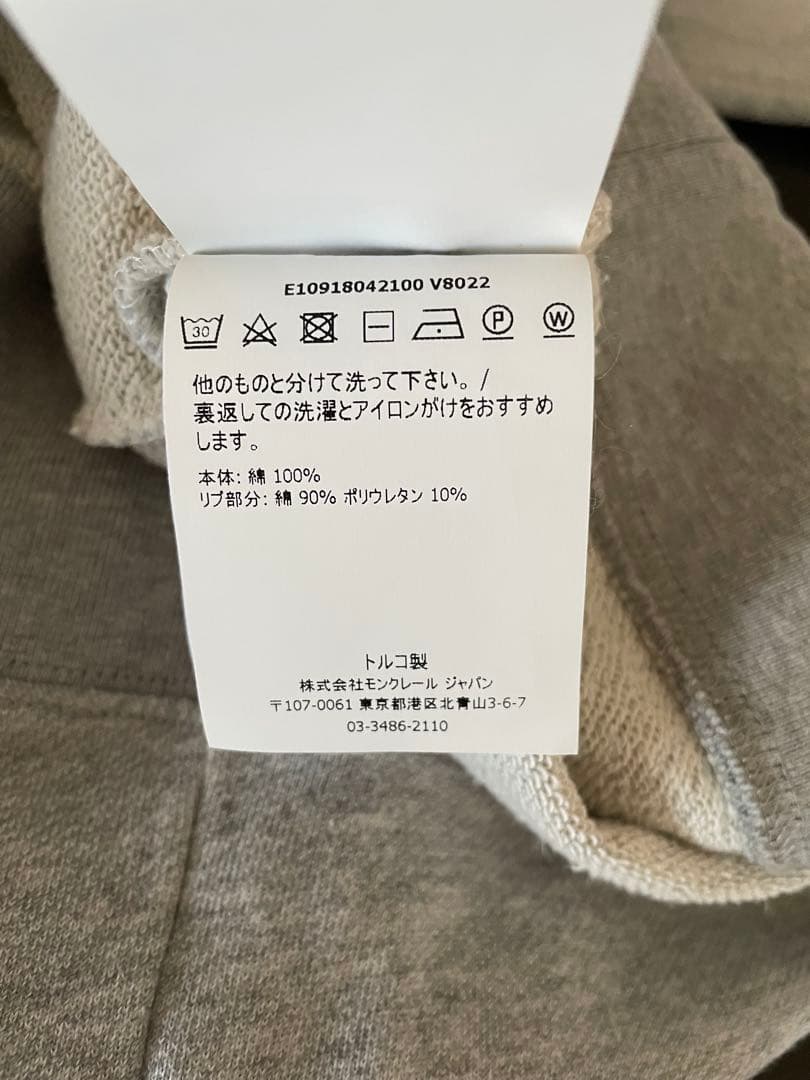 E10918042100 V8022
30 P W
他のものと分けて洗って下さい。/
裏返しての洗濯とアイロンがけをおすすめ
します。
本体: 綿 100%
リブ部分: 綿 90% ポリウレタン 10%
トルコ製
株式会社モンクレール ジャパン
〒107-0061 東京都港区北青山3-6-7
03-3486-2110